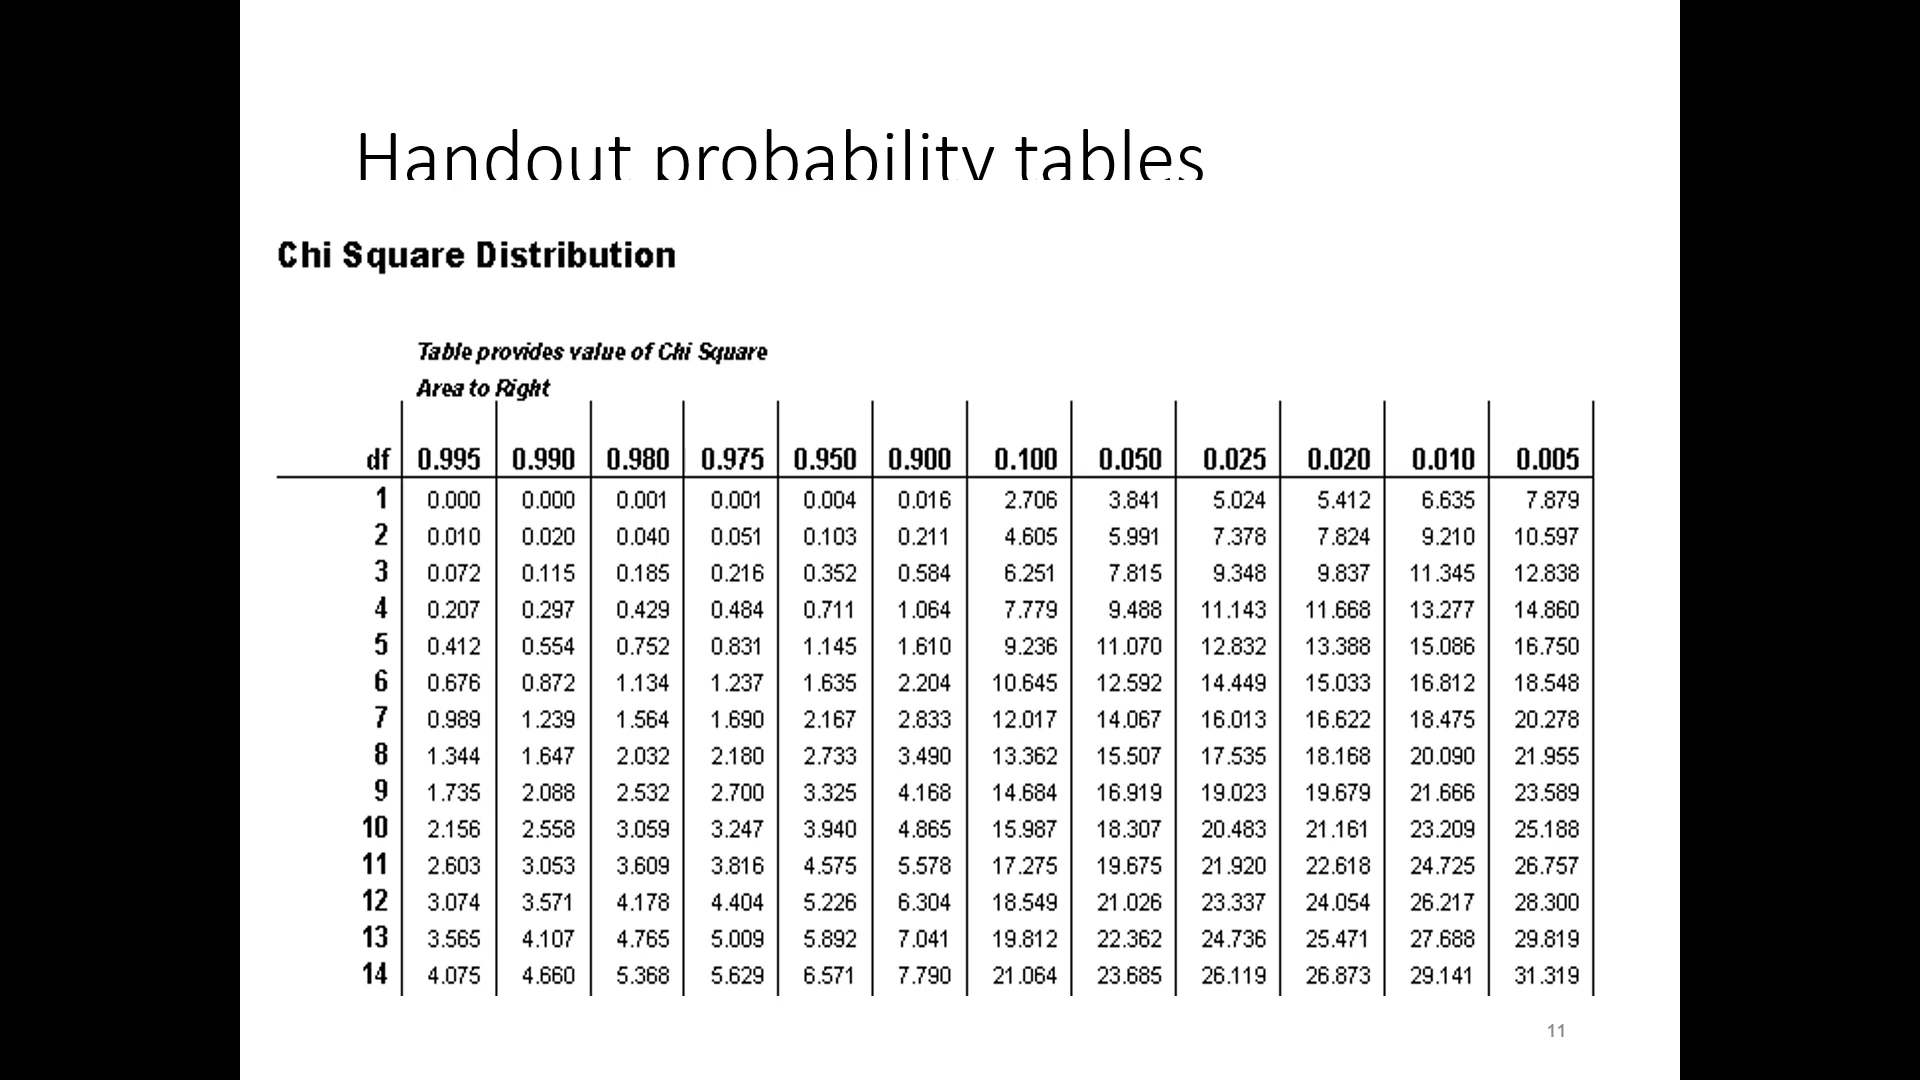 Handout probability tables
Chi Square Distribution
Table provides value of Chi Square
Area to Right
df 0.995 0.990 0.980 0.975 0.950 0.900 0.100 0.050 0.025 0.020 0.010 0.005
1 0.000 0.000 0.001 0.001 0.004 0.016 2.706 3.841 5.024 5.412 6.635 7.879
2 0.010 0.020 0.040 0.051 0.103 0.211 4.605 5.991 7.378 7.824 9.210 10.597
3 0.072 0.115 0.185 0.216 0.352 0.584 6.251 7.815 9.348 9.837 11.345 12.838
4 0.207 0.297 0.429 0.484 0.711 1.064 7.779 9.488 11.143 11.668 13.277 14.860
5 0.412 0.554 0.752 0.831 1.145 1.610 9.236 11.070 12.832 13.388 15.086 16.750
6 0.676 0.872 1.134 1.237 1.635 2.204 10.645 12.592 14.449 15.033 16.812 18.548
7 0.989 1.239 1.564 1.690 2.167 2.833 12.017 14.067 16.013 16.622 18.475 20.278
8 1.344 1.647 2.032 2.180 2.733 3.490 13.362 15.507 17.535 18.168 20.090 21.955
9 1.735 2.088 2.532 2.700 3.325 4.168 14.684 16.919 19.023 19.679 21.666 23.589
10 2.156 2.558 3.059 3.247 3.940 4.865 15.987 18.307 20.483 21.161 23.209 25.188
11 2.603 3.053 3.609 3.816 4.575 5.578 17.275 19.675 21.920 22.618 24.725 26.757
12 3.074 3.571 4.178 4.404 5.226 6.304 18.549 21.026 23.337 24.054 26.217 28.300
13 3.565 4.107 4.765 5.009 5.892 7.041 19.812 22.362 24.736 25.471 27.688 29.819
14 4.075 4.660 5.368 5.629 6.571 7.790 21.064 23.685 26.119 26.873 29.141 31.319
11